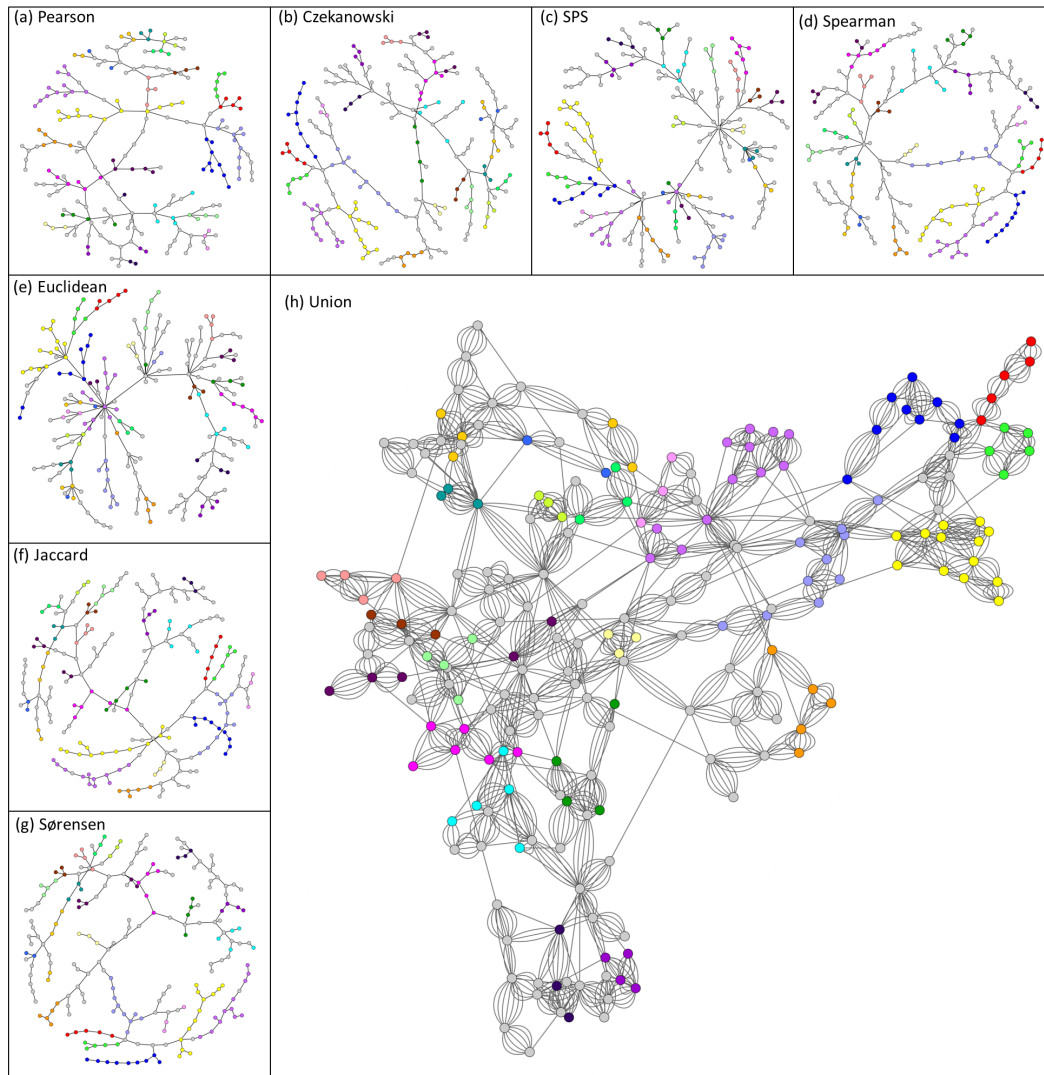 (a) Pearson
(b) Czekanowski
(c) SPS
(d) Spearman
(e) Euclidean
(h) Union
(f) Jaccard
(g) Sørensen